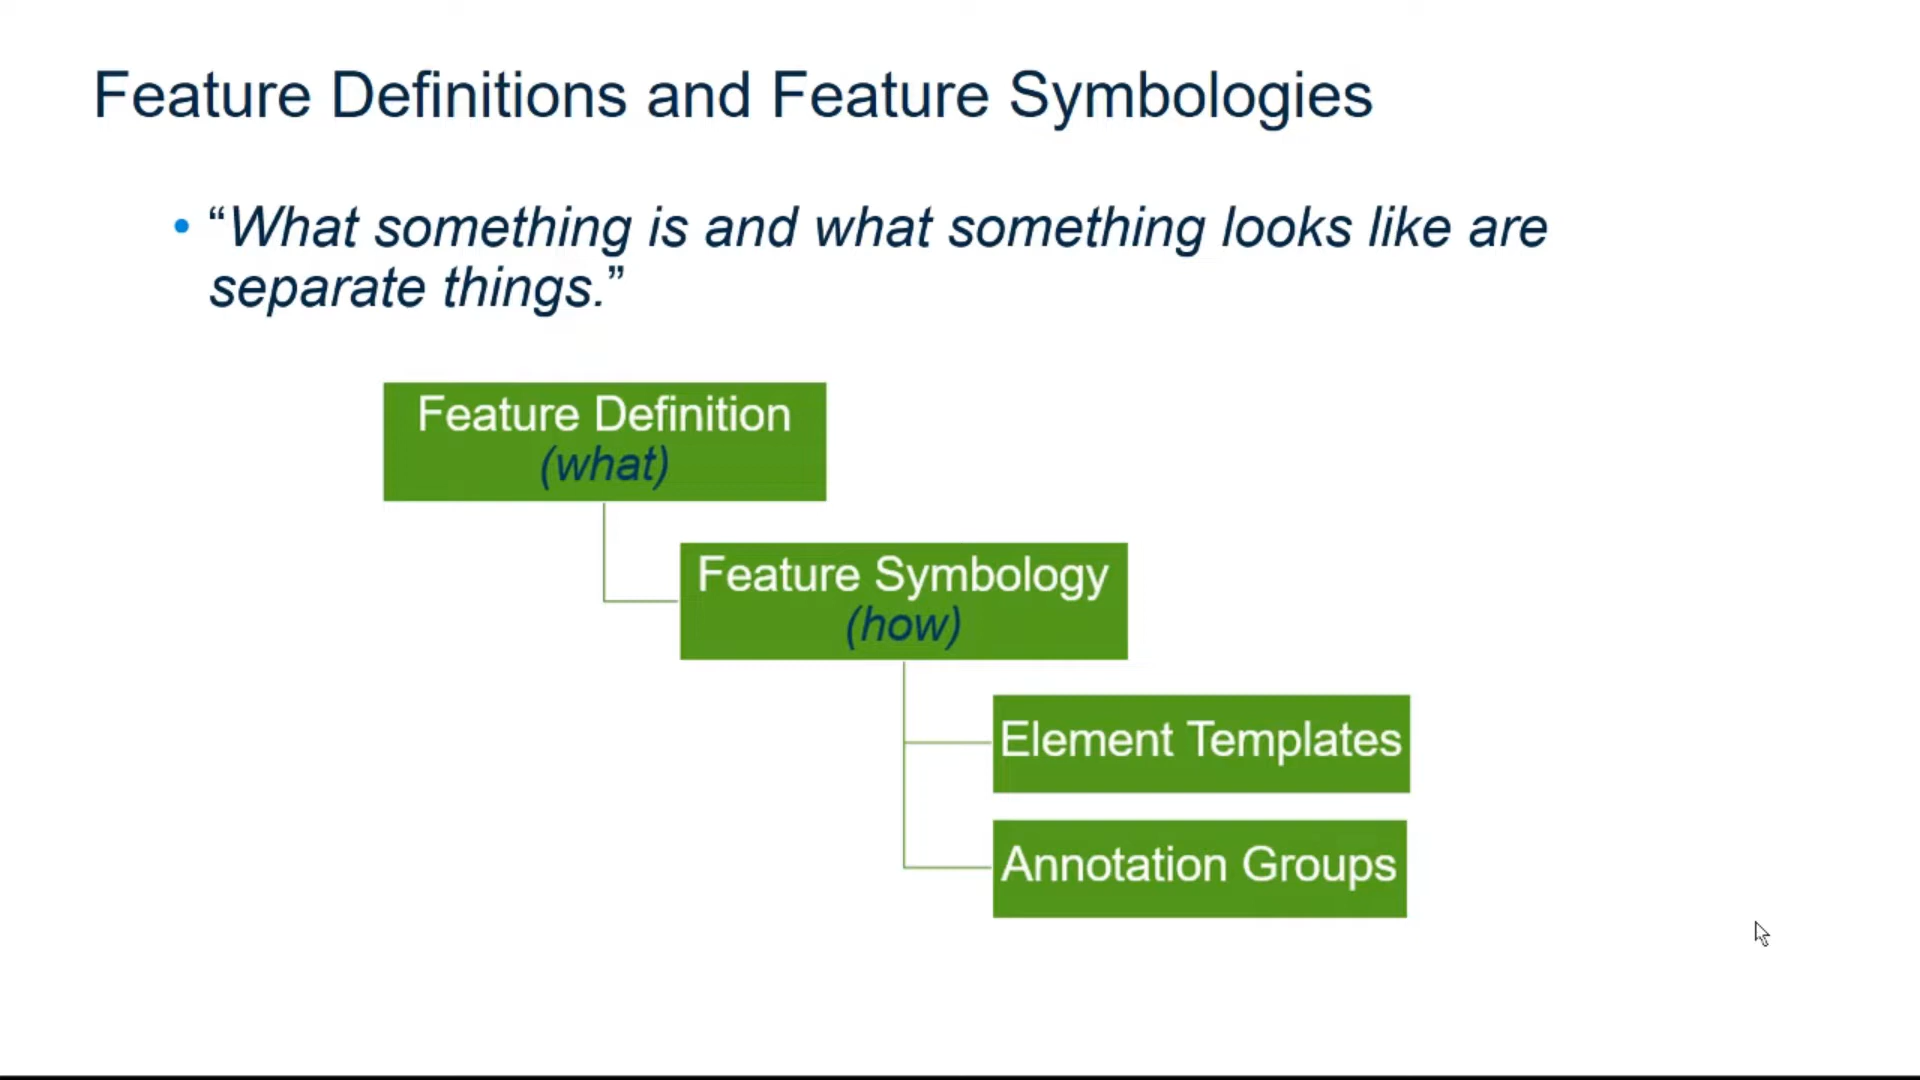 Feature Definitions and Feature Symbologies
• “What something is and what something looks like are
separate things.”
Feature Definition
(what)
Feature Symbology
(how)
Element Templates
Annotation Groups